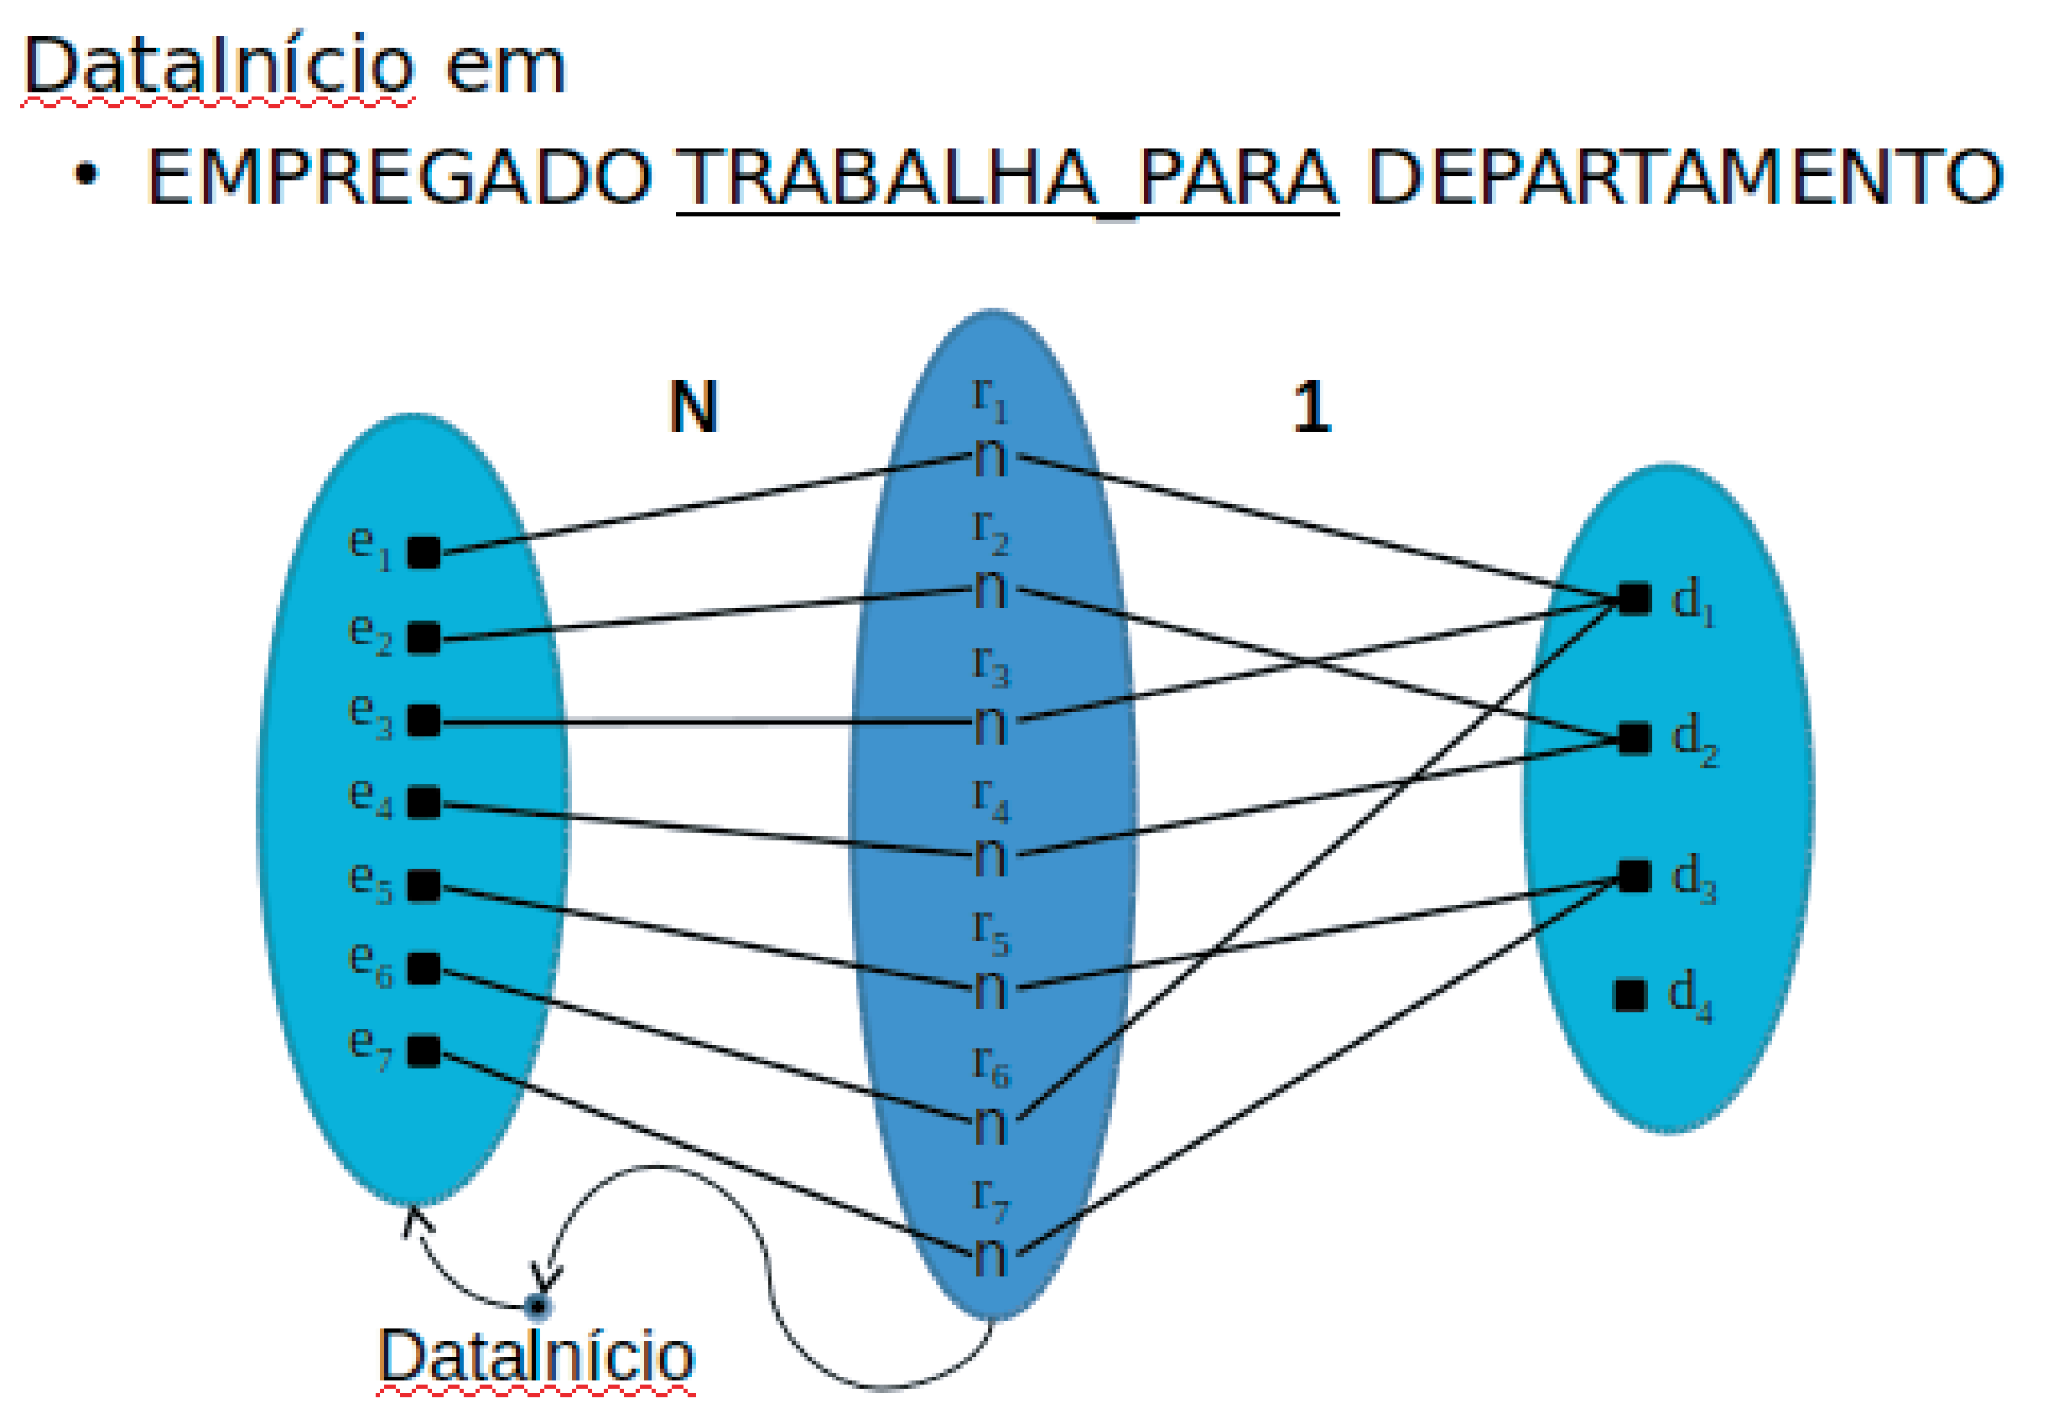 DataInício em
• EMPREGADO TRABALHA_PARA DEPARTAMENTO
N
1
r1
n
e1
r2
n
d1
e2
r3
n
e3
d2
r4
n
e4
d3
e5
r5
n
e6
d4
e7
r6
n
r7
n
DataInício